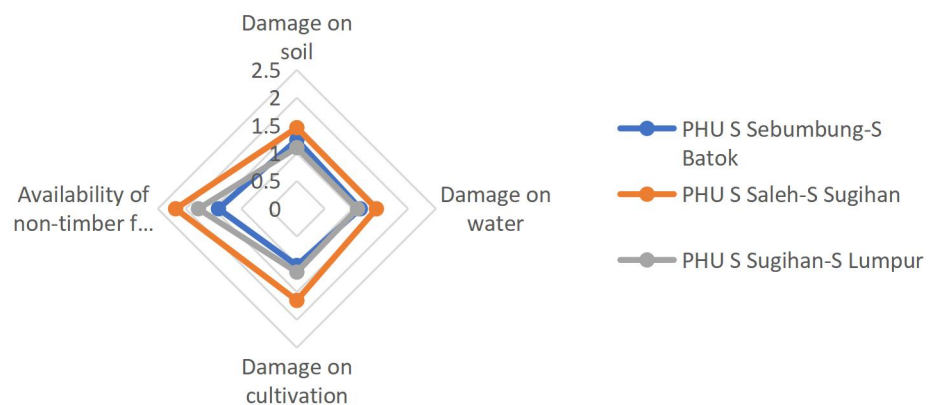 Damage on
soil
2.5
2
1.5
1
0.5
0
Availability of
non-timber f...
Damage on
water
Damage on
cultivation
PHU S Sebumbung-S
Batok
PHU S Saleh-S Sugihan
PHU S Sugihan-S Lumpur